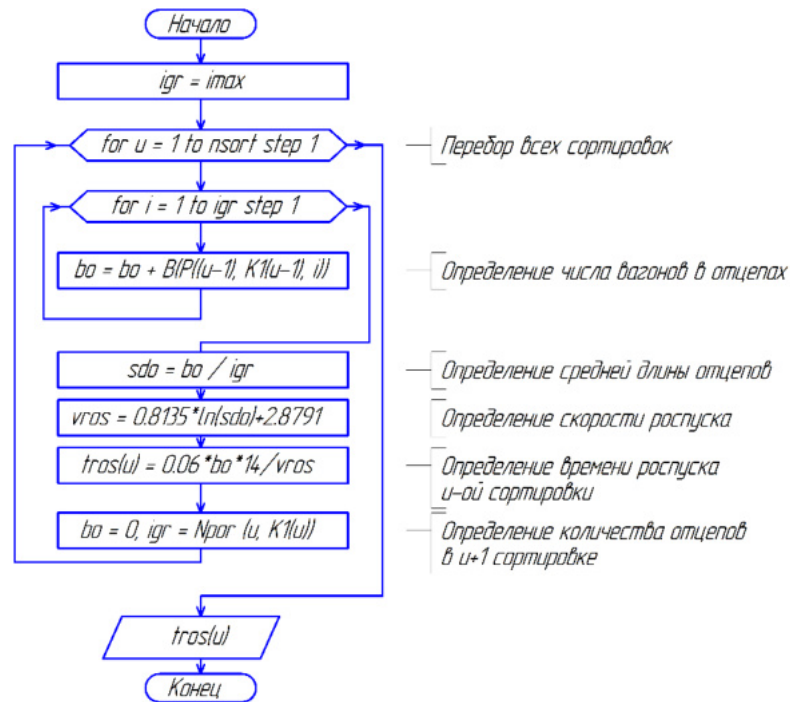 Начало
igr = imax
for u = 1 to nsort step 1
Перебор всех сортировок
for i = 1 to igr step 1
bo = bo + B(P((u-1), K1(u-1), i))
Определение числа вагонов в отцепах
sdo = bo / igr
Определение средней длины отцепов
vros = 0.8135*ln(sdo)+2.8791
Определение скорости роспуска
tros(u) = 0.06*bo*14/vros
Определение времени роспуска
u-ой сортировки
bo = 0, igr = Npor (u, K1(u))
Определение количества отцепов
в u+1 сортировке
tros(u)
Конец